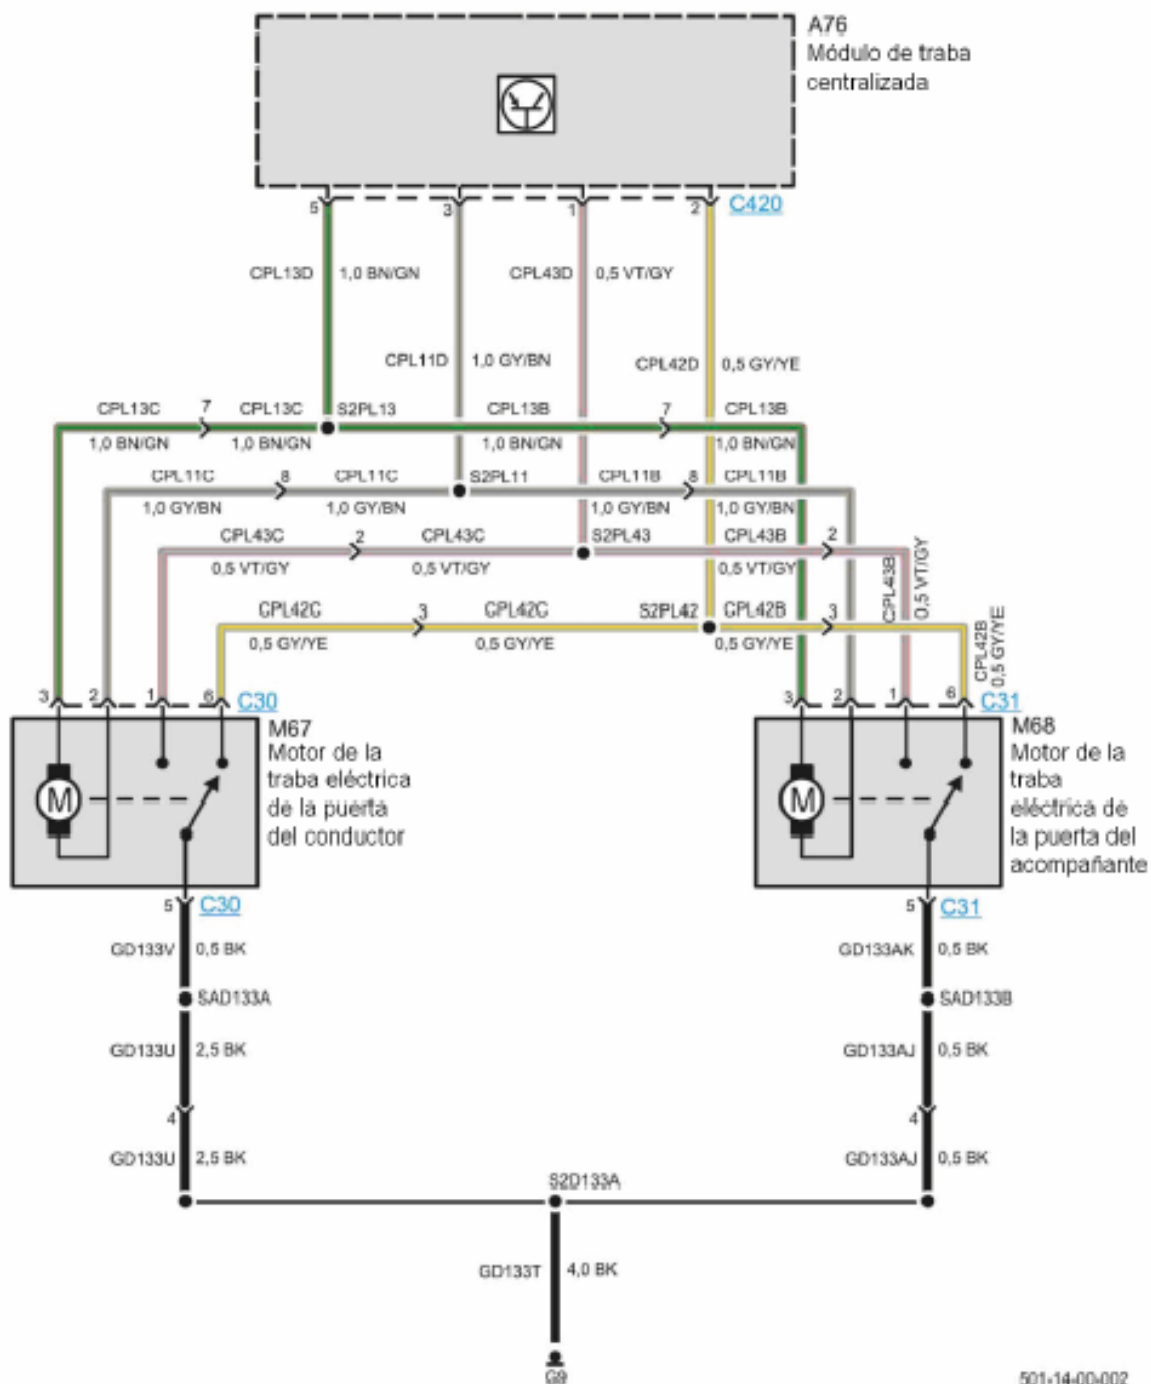 A76
Módulo de traba
centralizada
5 3 1 2 C420
CPL13D 1,0 BN/GN CPL43D 0,5 VT/GY
CPL11D 1,0 GY/BN CPL42D 0,5 GY/YE
CPL13C 7 CPL13C S2PL13 CPL13B 7 CPL13B
1,0 BN/GN 1,0 BN/GN 1,0 BN/GN 1,0 BN/GN
CPL11C 8 CPL11C S2PL11 CPL11B 8 CPL11B
1,0 GY/BN 1,0 GY/BN 1,0 GY/BN 1,0 GY/BN
CPL43C 2 CPL43C S2PL43 CPL43B 2
0,5 VT/GY 0,5 VT/GY 0,5 VT/GY
CPL43B
0,5 VT/GY
CPL42C 3 CPL42C S2PL42 CPL42B 3
0,5 GY/YE 0,5 GY/YE 0,5 GY/YE
CPL42B
0,5 GY/YE
3 2 1 6 C30
3 2 1 6 C31
M67
Motor de la
traba eléctrica
de la puerta
del conductor
M
M68
Motor de la
traba
eléctrica de
la puerta del
acompañante
M
5 C30
5 C31
GD133V 0,5 BK
GD133AK 0,5 BK
SAD133A
SAD133B
GD133U 2,5 BK
GD133AJ 0,5 BK
4
4
GD133U 2,5 BK
GD133AJ 0,5 BK
S2D133A
GD133T 4,0 BK
G9
501-14-00-002